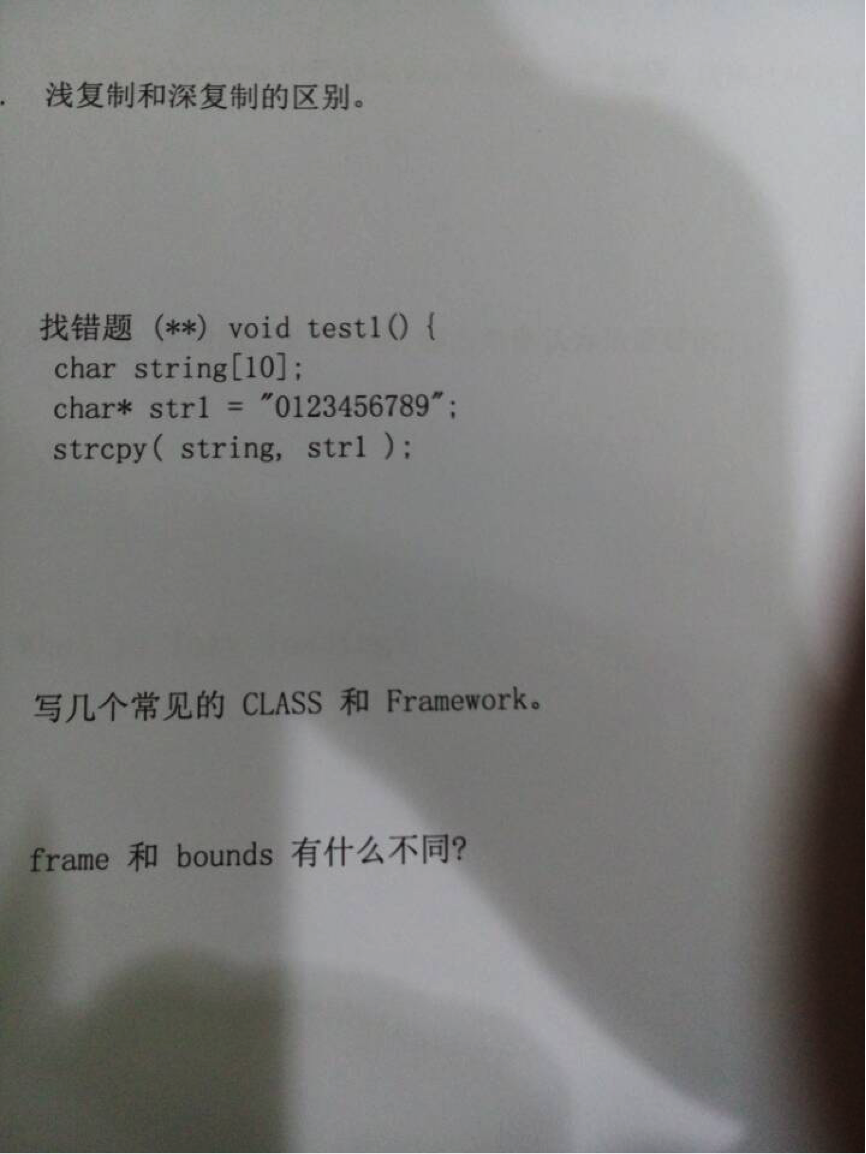 . 浅复制和深复制的区别。
找错题 (**) void test1() {
char string[10];
char* str1 = "0123456789";
strcpy( string, str1 );
写几个常见的 CLASS 和 Framework。
frame 和 bounds 有什么不同?